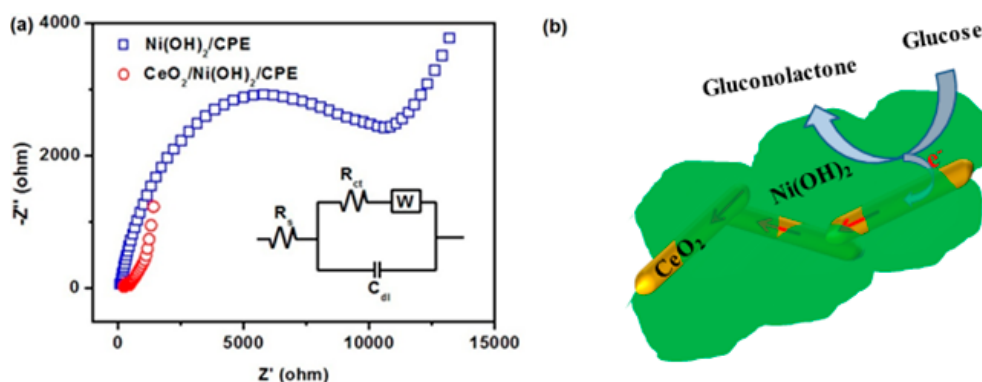 (a)
4000
2000
0
-Z'' (ohm)
Ni(OH)2/CPE
CeO2/Ni(OH)2/CPE
Rs
Rct
W
Cdl
0
5000
10000
15000
Z' (ohm)
(b)
Glucose
Gluconolactone
e-
Ni(OH)2
CeO2